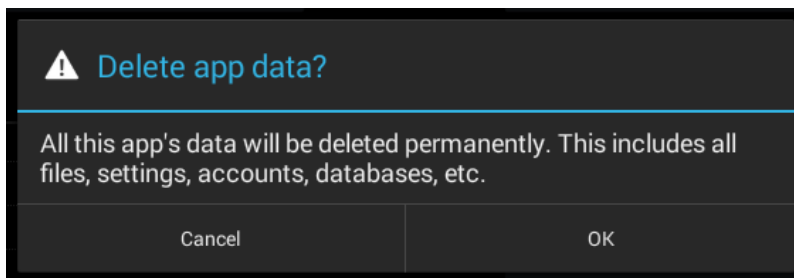 Delete app data?
All this app's data will be deleted permanently. This includes all
files, settings, accounts, databases, etc.
Cancel
OK